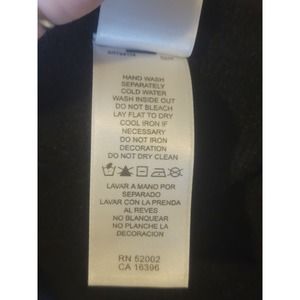 HAND WASH
SEPARATELY
COLD WATER
WASH INSIDE OUT
DO NOT BLEACH
LAY FLAT TO DRY
COOL IRON IF
NECESSARY
DO NOT IRON
DECORATION
DO NOT DRY CLEAN
LAVAR A MANO POR
SEPARADO
LAVAR CON LA PRENDA
AL REVES
NO BLANQUEAR
NO PLANCHE LA
DECORACION
RN 52002
CA 16396